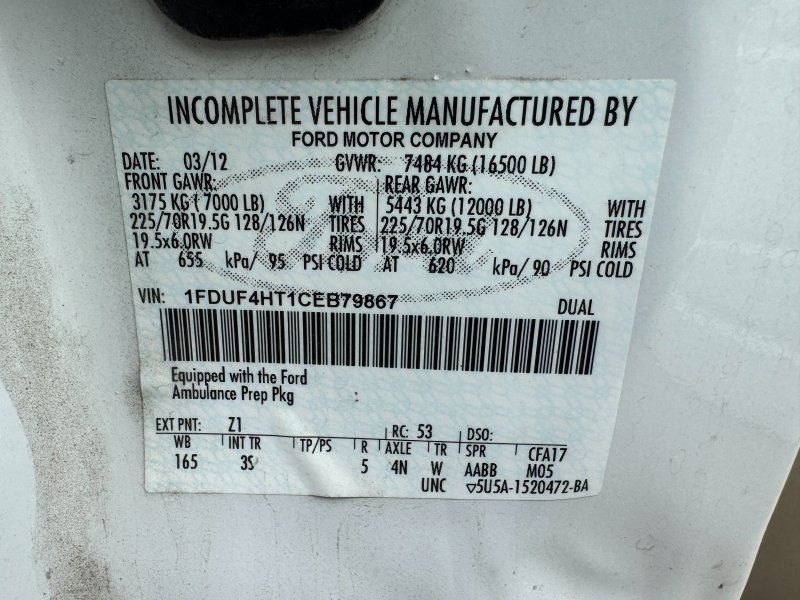 INCOMPLETE VEHICLE MANUFACTURED BY
FORD MOTOR COMPANY
DATE: 03/12 GVWR: 7484 KG (16500 LB)
FRONT GAWR: REAR GAWR:
3175 KG ( 7000 LB) WITH 5443 KG (12000 LB) WITH
225/70R19.5G 128/126N TIRES 225/70R19.5G 128/126N TIRES
19.5x6.0RW RIMS 19.5x6.0RW RIMS
AT 655 kPa/ 95 PSI COLD AT 620 kPa/ 90 PSI COLD
VIN: 1FDUF4HT1CEB79867 DUAL
Equipped with the Ford
Ambulance Prep Pkg
EXT PNT: Z1 RC: 53 DSO:
WB INT TR TP/PS R AXLE TR SPR CFA17
165 3S 5 4N W AABB M05
UNC ▽5U5A-1520472-BA